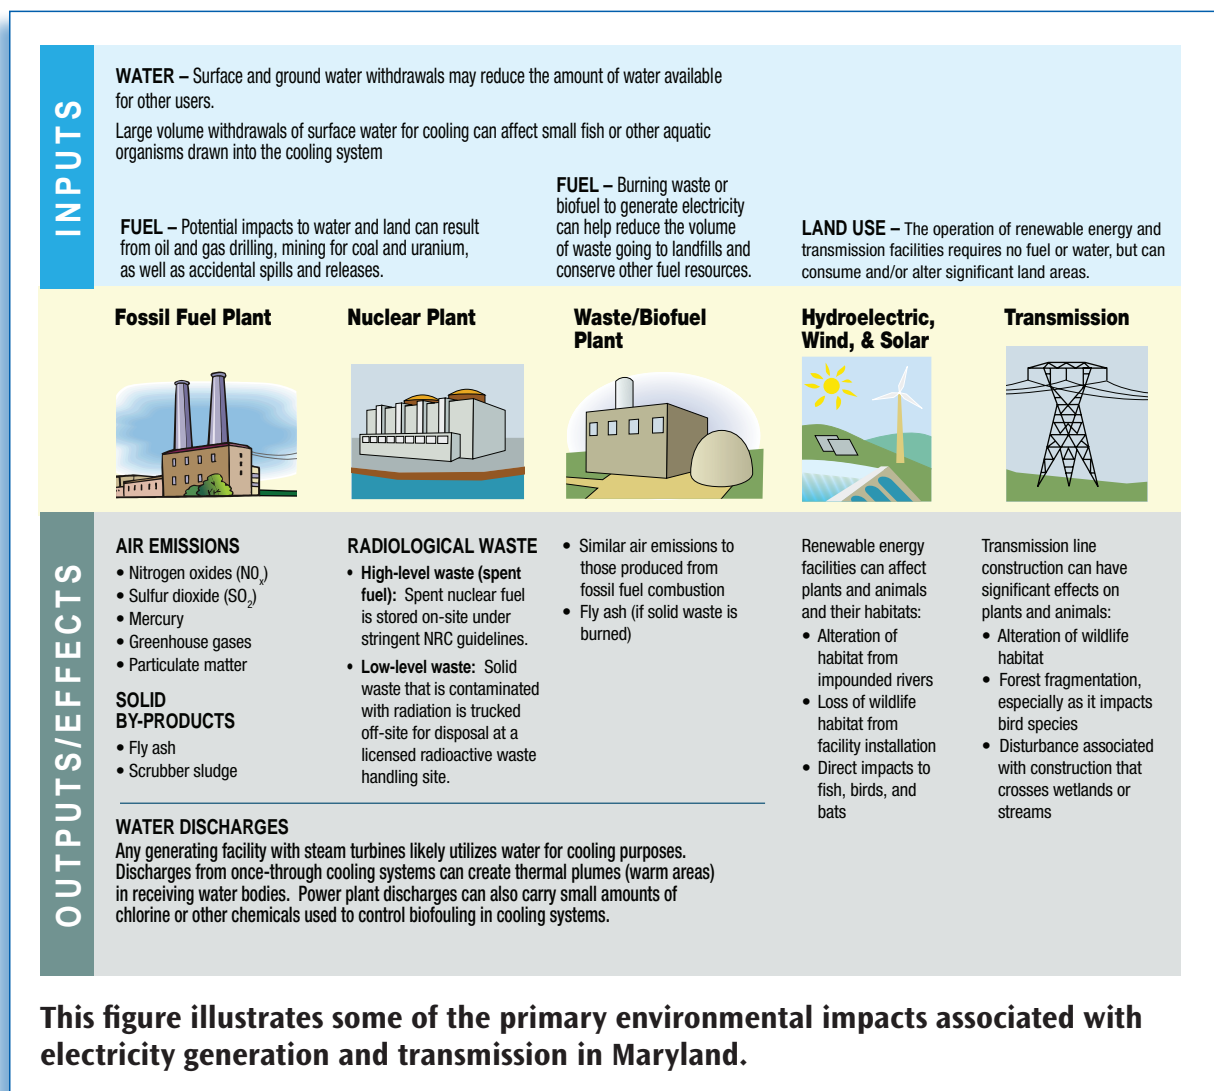 INPUTS
WATER – Surface and ground water withdrawals may reduce the amount of water available
for other users.
Large volume withdrawals of surface water for cooling can affect small fish or other aquatic
organisms drawn into the cooling system
FUEL – Potential impacts to water and land can result
from oil and gas drilling, mining for coal and uranium,
as well as accidental spills and releases.
FUEL – Burning waste or
biofuel to generate electricity
can help reduce the volume
of waste going to landfills and
conserve other fuel resources.
LAND USE – The operation of renewable energy and
transmission facilities requires no fuel or water, but can
consume and/or alter significant land areas.
Fossil Fuel Plant
Nuclear Plant
Waste/Biofuel
Plant
Hydroelectric,
Wind, & Solar
Transmission
OUTPUTS/EFFECTS
AIR EMISSIONS
• Nitrogen oxides (NOx)
• Sulfur dioxide (SO2)
• Mercury
• Greenhouse gases
• Particulate matter
SOLID
BY-PRODUCTS
• Fly ash
• Scrubber sludge
RADIOLOGICAL WASTE
• High-level waste (spent
fuel): Spent nuclear fuel
is stored on-site under
stringent NRC guidelines.
• Low-level waste: Solid
waste that is contaminated
with radiation is trucked
off-site for disposal at a
licensed radioactive waste
handling site.
• Similar air emissions to
those produced from
fossil fuel combustion
• Fly ash (if solid waste is
burned)
Renewable energy
facilities can affect
plants and animals
and their habitats:
• Alteration of
habitat from
impounded rivers
• Loss of wildlife
habitat from
facility installation
• Direct impacts to
fish, birds, and
bats
Transmission line
construction can have
significant effects on
plants and animals:
• Alteration of wildlife
habitat
• Forest fragmentation,
especially as it impacts
bird species
• Disturbance associated
with construction that
crosses wetlands or
streams
WATER DISCHARGES
Any generating facility with steam turbines likely utilizes water for cooling purposes.
Discharges from once-through cooling systems can create thermal plumes (warm areas)
in receiving water bodies. Power plant discharges can also carry small amounts of
chlorine or other chemicals used to control biofouling in cooling systems.
This figure illustrates some of the primary environmental impacts associated with
electricity generation and transmission in Maryland.